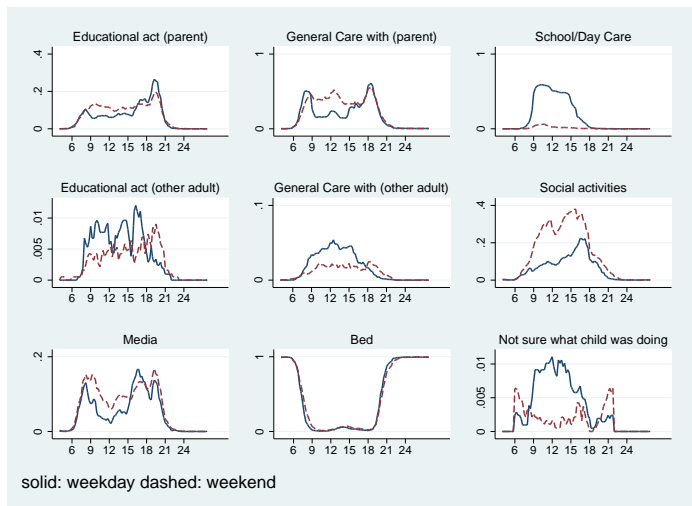 Educational act (parent)
General Care with (parent)
School/Day Care
.4
.2
0
6 9 12 15 18 21 24
1
0
6 9 12 15 18 21 24
1
0
6 9 12 15 18 21 24
Educational act (other adult)
General Care with (other adult)
Social activities
.01
.005
0
6 9 12 15 18 21 24
.1
0
6 9 12 15 18 21 24
.4
.2
0
6 9 12 15 18 21 24
Media
Bed
Not sure what child was doing
.2
0
6 9 12 15 18 21 24
1
0
6 9 12 15 18 21 24
.01
.005
0
6 9 12 15 18 21 24
solid: weekday dashed: weekend